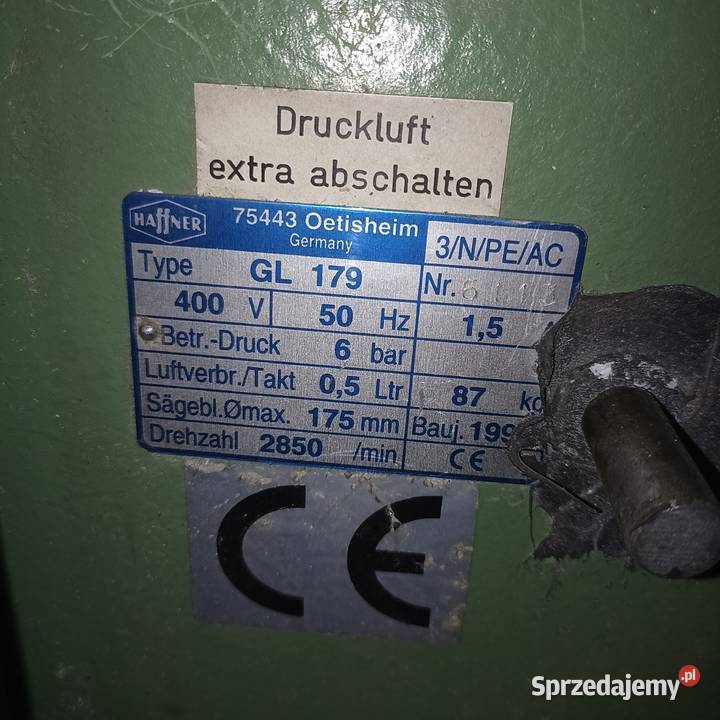 Druckluft
extra abschalten
HAFFNER
75443 Oetisheim
Germany
3/N/PE/AC
Type GL 179
Nr.
400 V
50 Hz
1,5
Betr.-Druck 6 bar
Luftverbr./Takt 0,5 Ltr
87
Sägebl.Ømax. 175 mm
Bauj. 199
Drehzahl 2850 /min
CE
CE
Sprzedajemy.pl